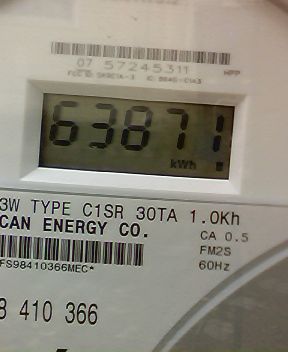 07 57245311
63871
kWh
3W TYPE C1SR 30TA 1.0Kh
CAN ENERGY CO.
CA 0.5
FM2S
60Hz
FS98410366MEC*
8 410 366